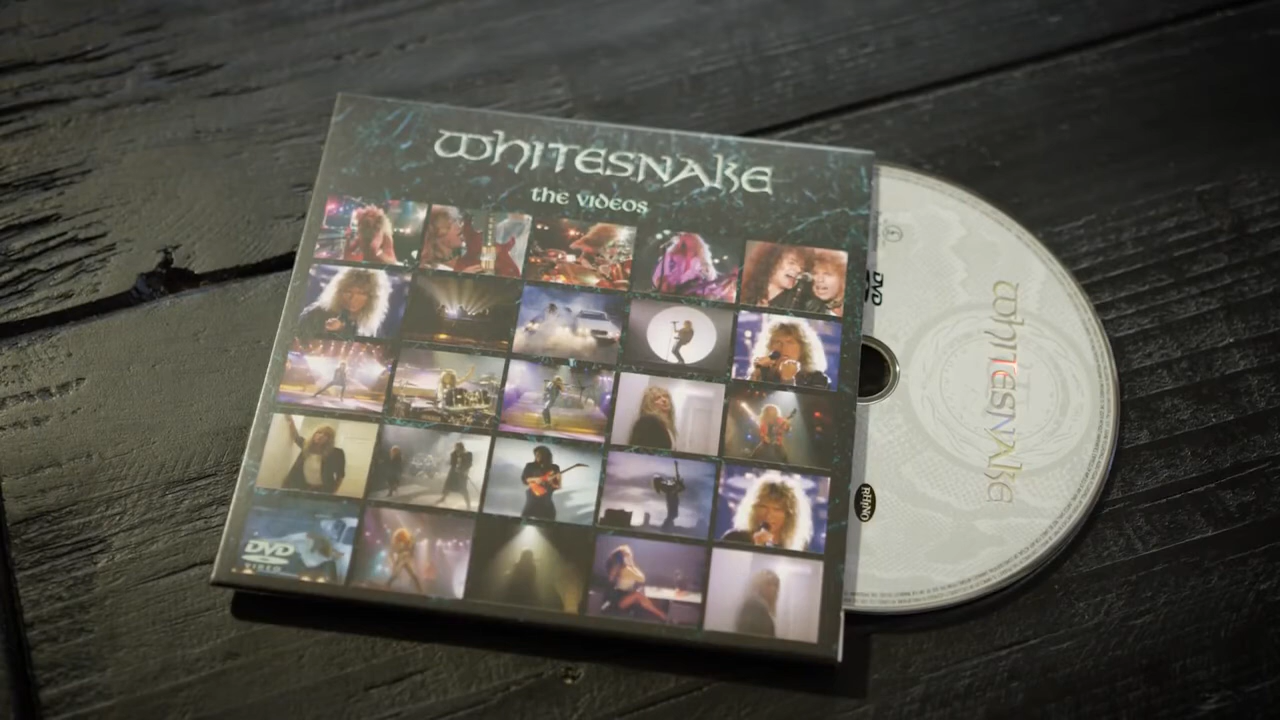 WHITESNAKE
the VIDEOS
DVD
VIDEO
DVD
WHITESNAKE
RHINO